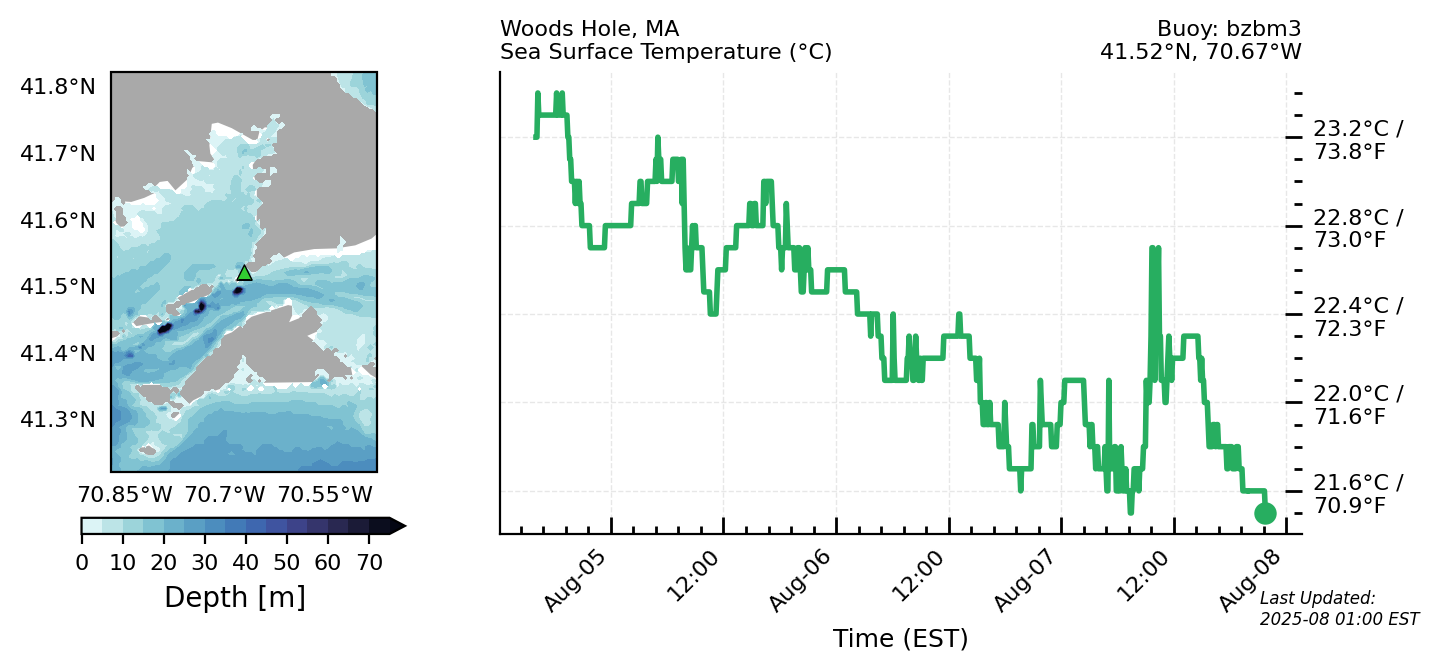 Woods Hole, MA
Sea Surface Temperature (°C)
Buoy: bzbm3
41.52°N, 70.67°W
41.8°N
41.7°N
41.6°N
41.5°N
41.4°N
41.3°N
70.85°W 70.7°W 70.55°W
0 10 20 30 40 50 60 70
Depth [m]
23.2°C /
73.8°F
22.8°C /
73.0°F
22.4°C /
72.3°F
22.0°C /
71.6°F
21.6°C /
70.9°F
Aug-05 12:00 Aug-06 12:00 Aug-07 12:00 Aug-08
Time (EST)
Last Updated:
2025-08 01:00 EST